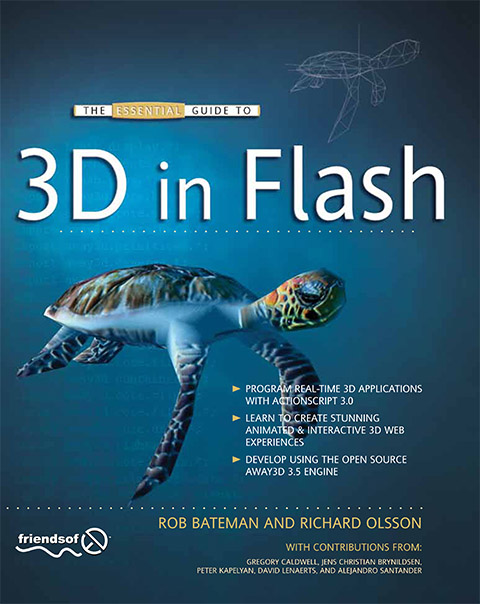 THE ESSENTIAL GUIDE TO
3D in Flash
PROGRAM REAL-TIME 3D APPLICATIONS
WITH ACTIONSCRIPT 3.0
LEARN TO CREATE STUNNING
ANIMATED & INTERACTIVE 3D WEB
EXPERIENCES
DEVELOP USING THE OPEN SOURCE
AWAY3D 3.5 ENGINE
ROB BATEMAN AND RICHARD OLSSON
friendsof
WITH CONTRIBUTIONS FROM:
GREGORY CALDWELL, JENS CHRISTIAN BRYNILDSEN,
PETER KAPELYAN, DAVID LENAERTS, AND ALEJANDRO SANTANDER